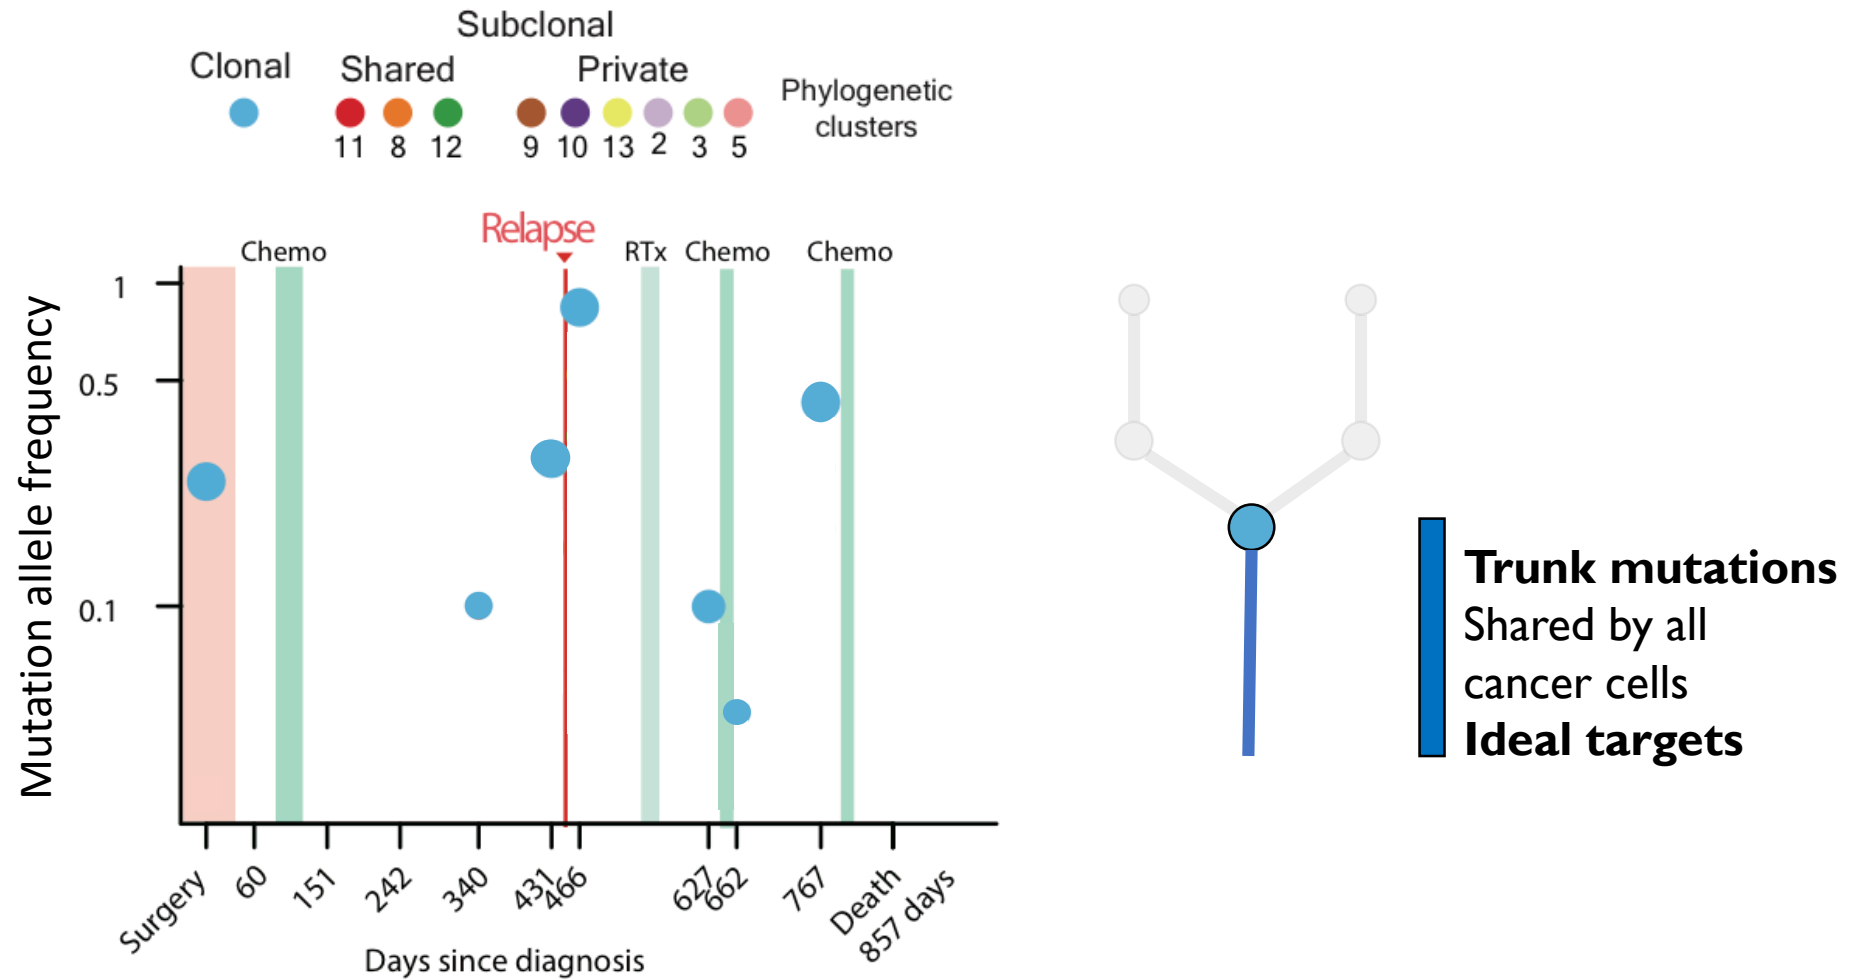 Subclonal
Clonal
Shared
Private
Phylogenetic
clusters
11
8
12
9
10
13
2
3
5
Relapse
Chemo
RTx
Chemo
Chemo
Mutation allele frequency
1
0.5
0.1
Surgery
60
151
242
340
431
466
627
662
767
Death
857 days
Days since diagnosis
Trunk mutations
Shared by all
cancer cells
Ideal targets